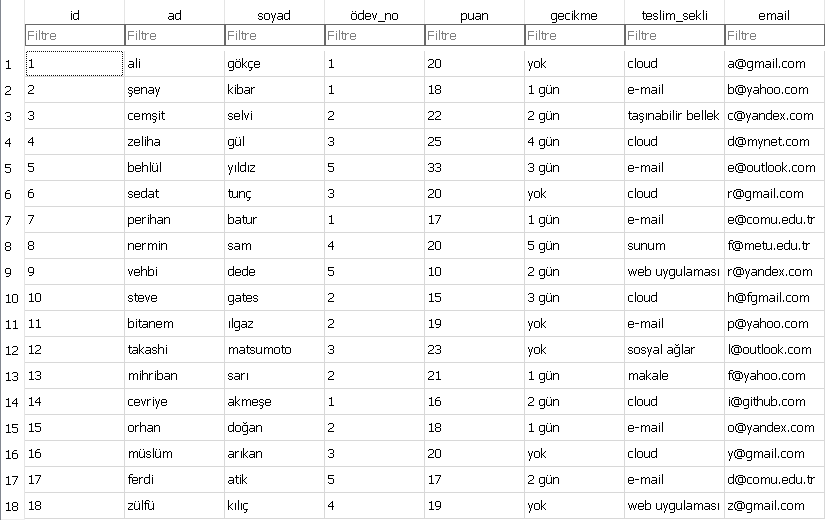 id ad soyad ödev_no puan gecikme teslim_sekli email
Filtre Filtre Filtre Filtre Filtre Filtre Filtre Filtre
1 1 ali gökçe 1 20 yok cloud a@gmail.com
2 2 şenay kibar 1 18 1 gün e-mail b@yahoo.com
3 3 cemşit selvi 2 22 2 gün taşınabilir bellek c@yandex.com
4 4 zeliha gül 3 25 4 gün cloud d@mynet.com
5 5 behlül yıldız 5 33 3 gün e-mail e@outlook.com
6 6 sedat tunç 3 20 yok cloud r@gmail.com
7 7 perihan batur 1 17 1 gün e-mail e@comu.edu.tr
8 8 nermin sam 4 20 5 gün sunum f@metu.edu.tr
9 9 vehbi dede 5 10 2 gün web uygulaması r@yandex.com
10 10 steve gates 2 15 3 gün cloud h@fgmail.com
11 11 bitanem ılgaz 2 19 yok e-mail p@yahoo.com
12 12 takashi matsumoto 3 23 yok sosyal ağlar l@outlook.com
13 13 mihriban sarı 2 21 1 gün makale f@yahoo.com
14 14 cevriye akmeşe 1 16 2 gün cloud i@github.com
15 15 orhan doğan 2 18 1 gün e-mail o@yandex.com
16 16 müslüm arıkan 3 20 yok cloud y@gmail.com
17 17 ferdi atik 5 17 2 gün e-mail d@comu.edu.tr
18 18 zülfü kılıç 4 19 yok web uygulaması z@gmail.com